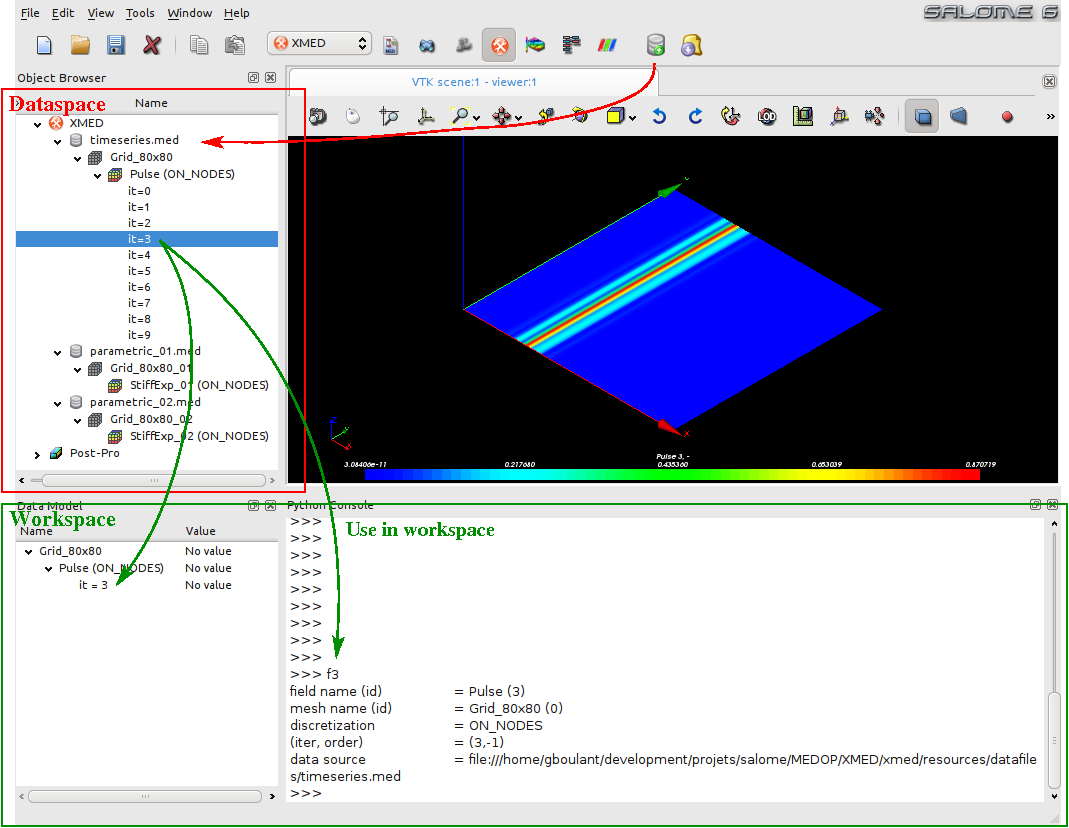 File Edit View Tools Window Help
SALOME 6
XMED
Object Browser
Dataspace
Name
XMED
timeseries.med
Grid_80x80
Pulse (ON_NODES)
it=0
it=1
it=2
it=3
it=4
it=5
it=6
it=7
it=8
it=9
parametric_01.med
Grid_80x80_01
StiffExp_01 (ON_NODES)
parametric_02.med
Grid_80x80_02
StiffExp_02 (ON_NODES)
Post-Pro
VTK scene:1 - viewer:1
LOD
»
X
Pulse 3, -
3.08406e-11 0.217680 0.435360 0.653039 0.870719
Data Model
Workspace
Name Value
Grid_80x80 No value
Pulse (ON_NODES) No value
it = 3 No value
Python Console
Use in workspace
>>>
>>>
>>>
>>>
>>>
>>>
>>>
>>>
>>>
>>> f3
field name (id) = Pulse (3)
mesh name (id) = Grid_80x80 (0)
discretization = ON_NODES
(iter, order) = (3,-1)
data source = file:///home/gboulant/development/projets/salome/MEDOP/XMED/xmed/resources/datafile
s/timeseries.med
>>>